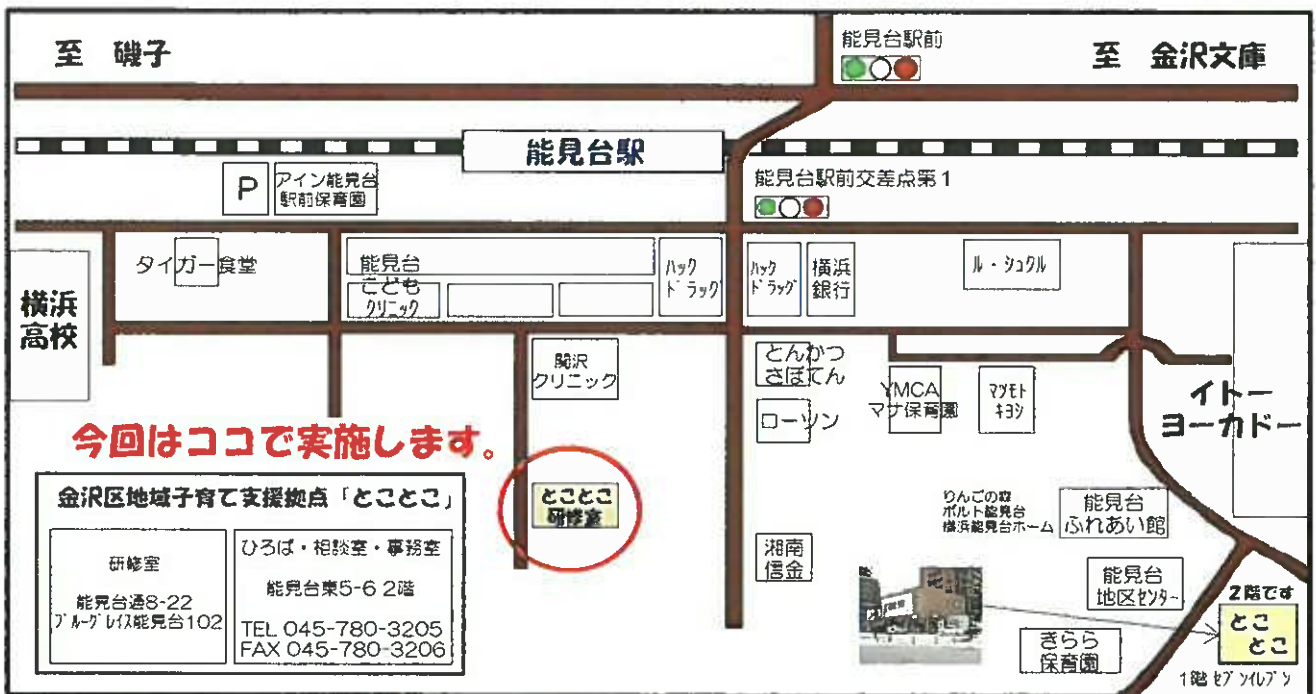 至 磯子
能見台駅前
至 金沢文庫
能見台駅
P
アイン能見台
駅前保育園
能見台駅前交差点第1
横浜
高校
タイガー食堂
能見台
こども
クリニック
ハック
ドラッグ
ハック
ドラッグ
横浜
銀行
ル・シュクル
関沢
クリニック
とんかつ
さぼてん
ローソン
YMCA
マナ保育園
マツモト
キヨシ
イトー
ヨーカドー
今回はココで実施します。
とことこ
研修室
金沢区地域子育て支援拠点「とことこ」
研修室
能見台通8-22
ブルーグレイス能見台102
ひろば・相談室・事務室
能見台東5-6 2階
TEL 045-780-3205
FAX 045-780-3206
湘南
信金
りんごの森
ポルト能見台
横浜能見台ホーム
能見台
ふれあい館
能見台
地区センター
きらら
保育園
2階です
とこ
とこ
1階 セブンイレブン